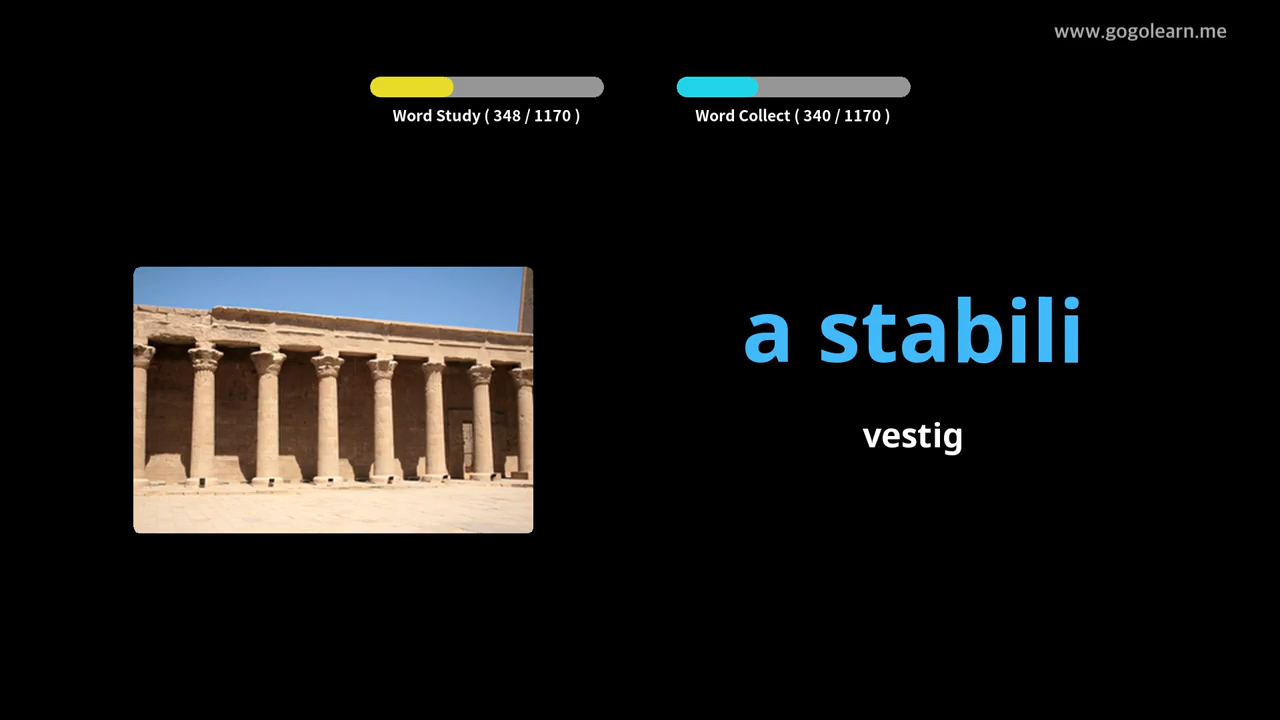 www.gogolearn.me
Word Study ( 348 / 1170 )
Word Collect ( 340 / 1170 )
a stabili
vestig